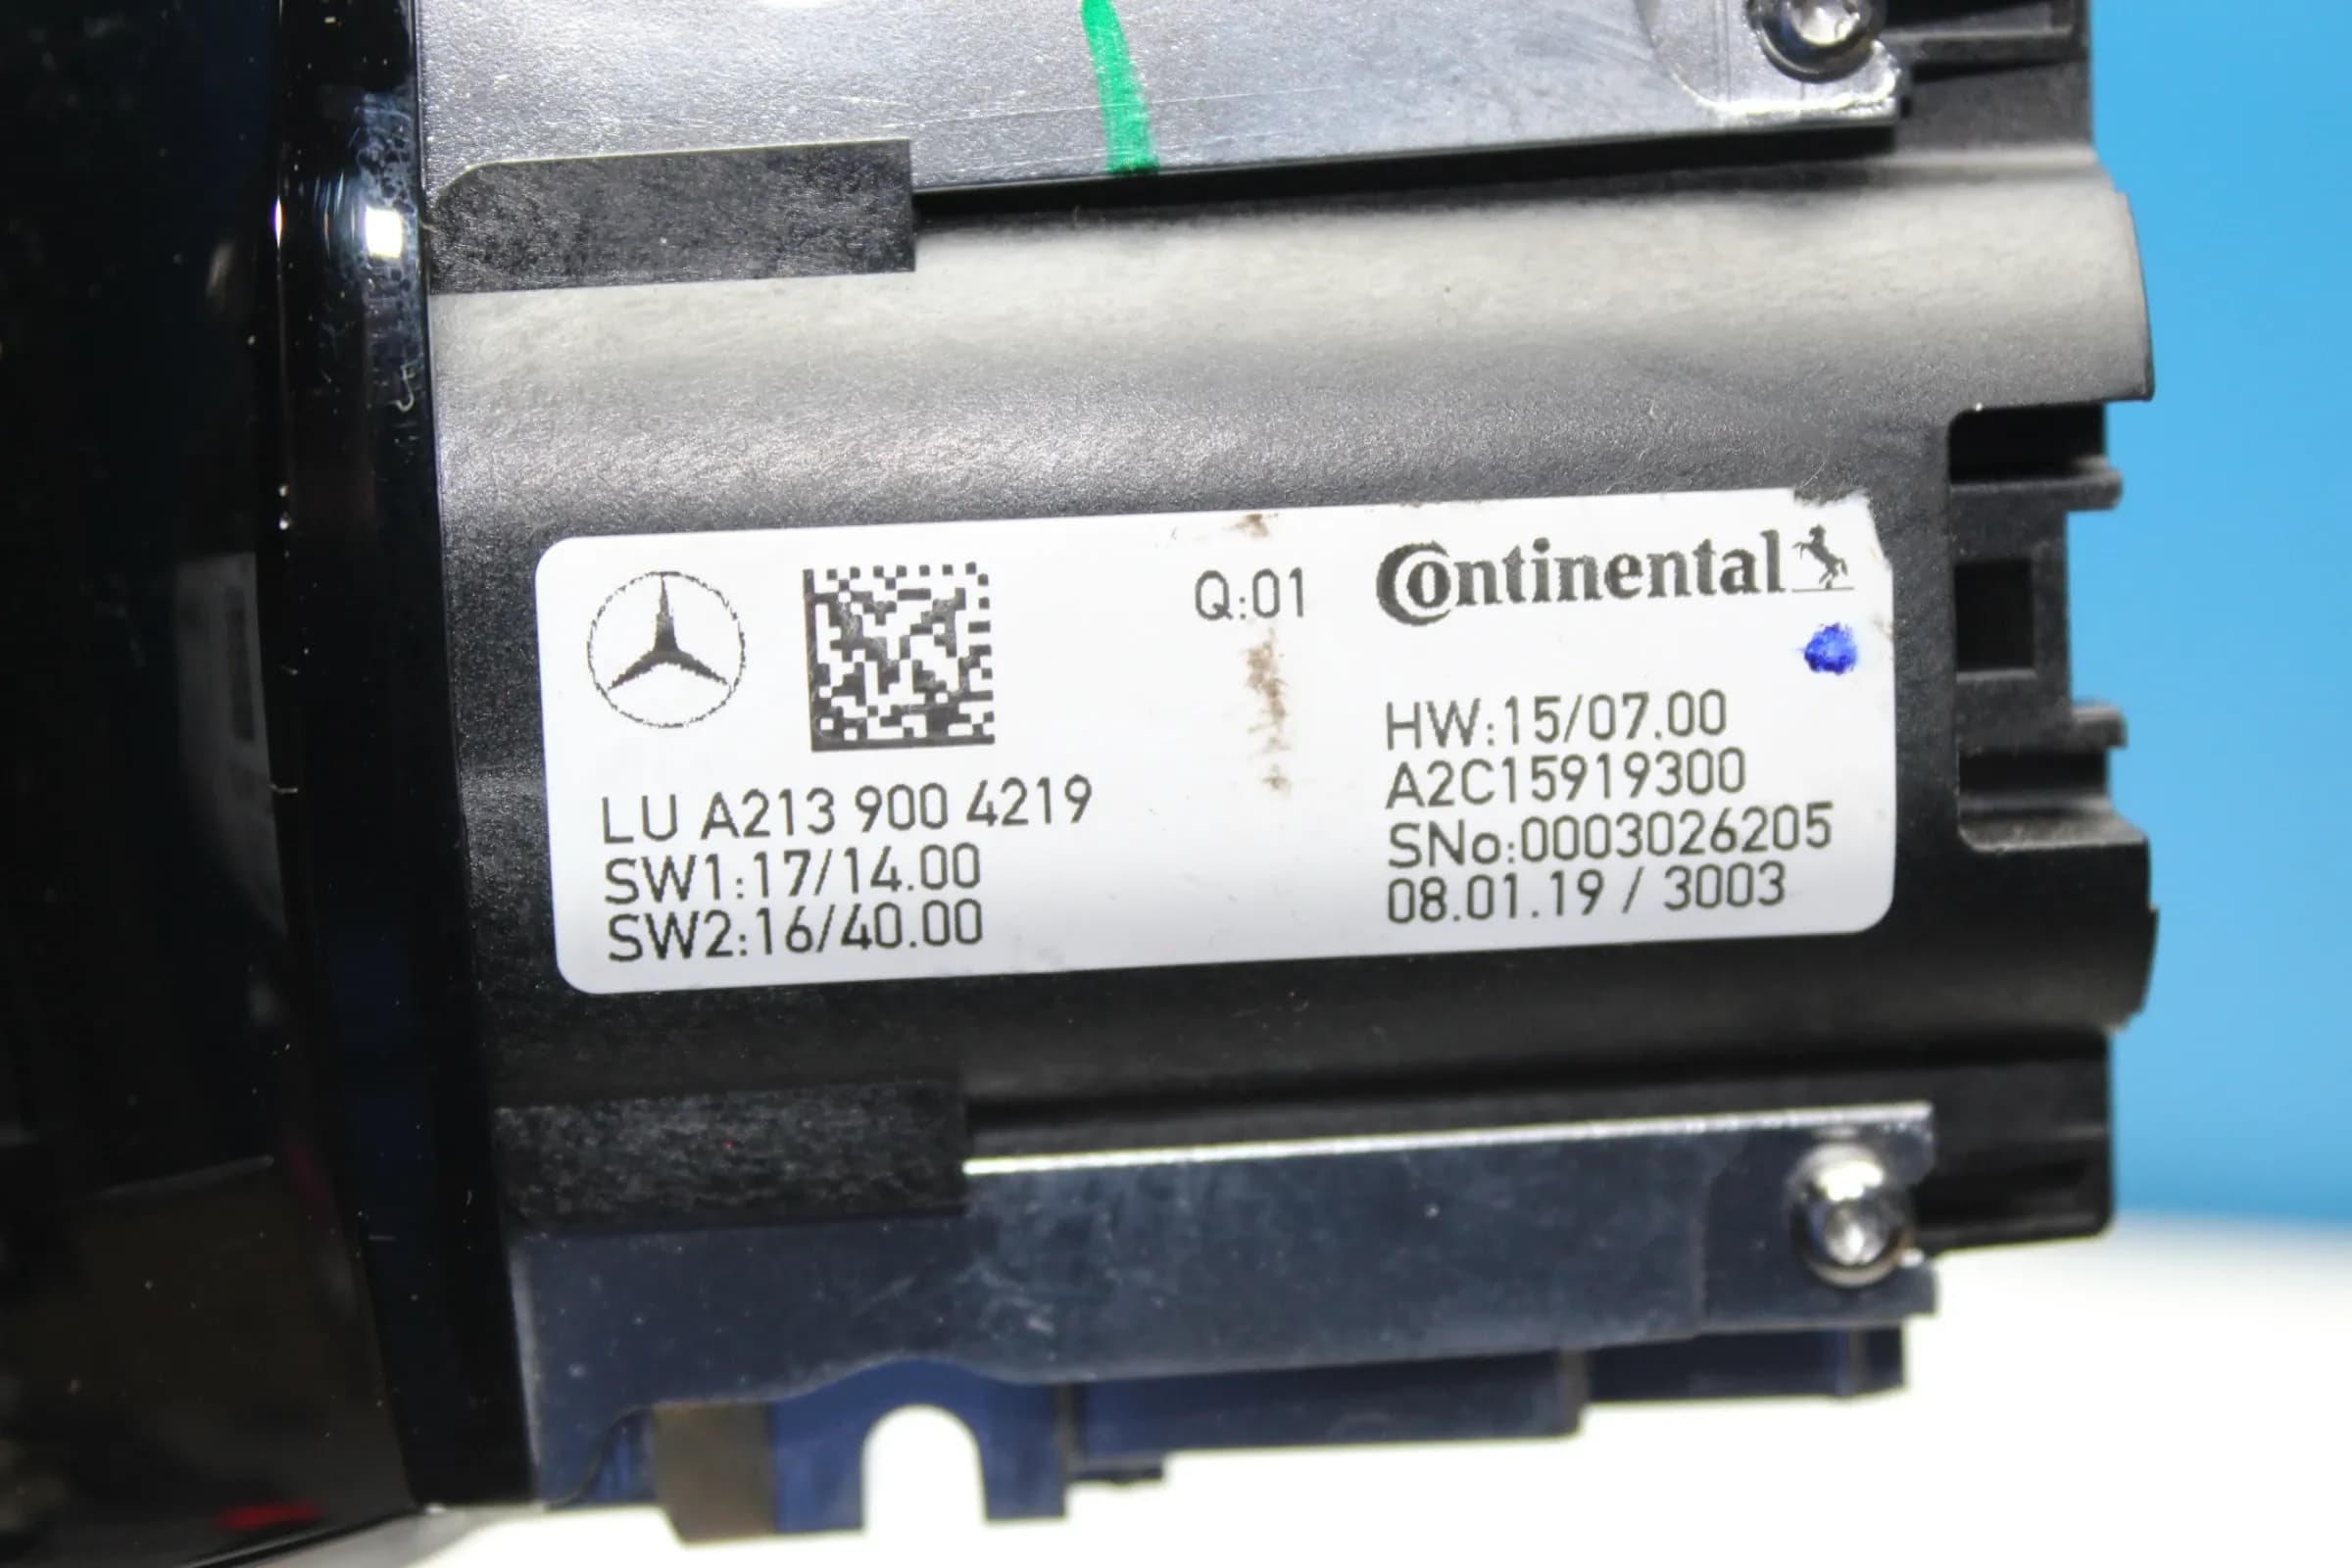 Q:01
Continental
LU A213 900 4219
SW1:17/14.00
SW2:16/40.00
HW:15/07.00
A2C15919300
SNo:0003026205
08.01.19 / 3003